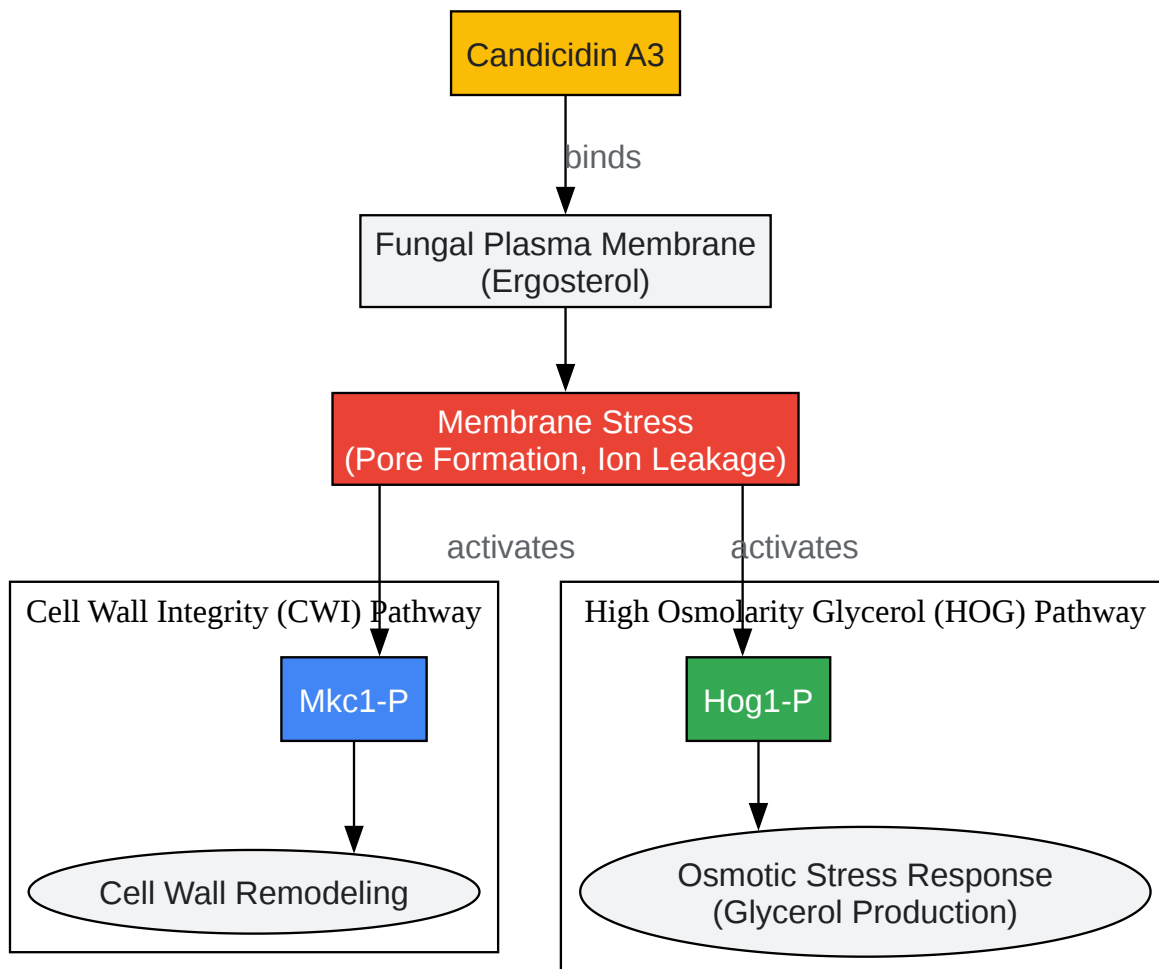 Candicidin A3
binds
Fungal Plasma Membrane
(Ergosterol)
Membrane Stress
(Pore Formation, Ion Leakage)
activates
activates
Cell Wall Integrity (CWI) Pathway
High Osmolarity Glycerol (HOG) Pathway
Mkc1-P
Hog1-P
Cell Wall Remodeling
Osmotic Stress Response
(Glycerol Production)